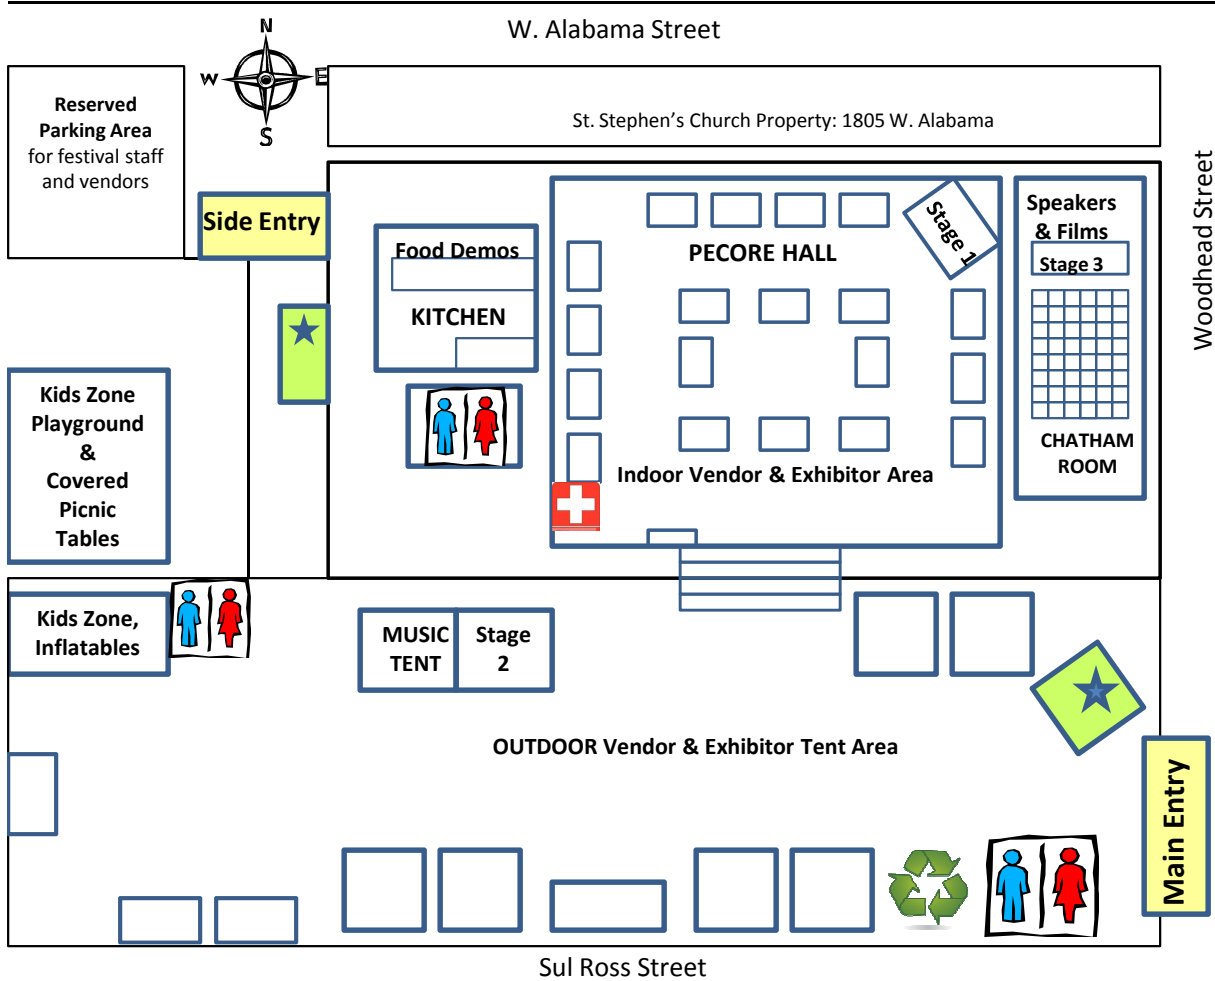 W. Alabama Street
N
W
E
S
Reserved
Parking Area
for festival staff
and vendors
St. Stephen's Church Property: 1805 W. Alabama
Woodhead Street
Side Entry
Food Demos
KITCHEN
PECORE HALL
Stage 1
Speakers
& Films
Stage 3
CHATHAM
ROOM
Indoor Vendor & Exhibitor Area
Kids Zone
Playground
&
Covered
Picnic
Tables
Kids Zone,
Inflatables
MUSIC
TENT
Stage
2
OUTDOOR Vendor & Exhibitor Tent Area
Main Entry
Sul Ross Street